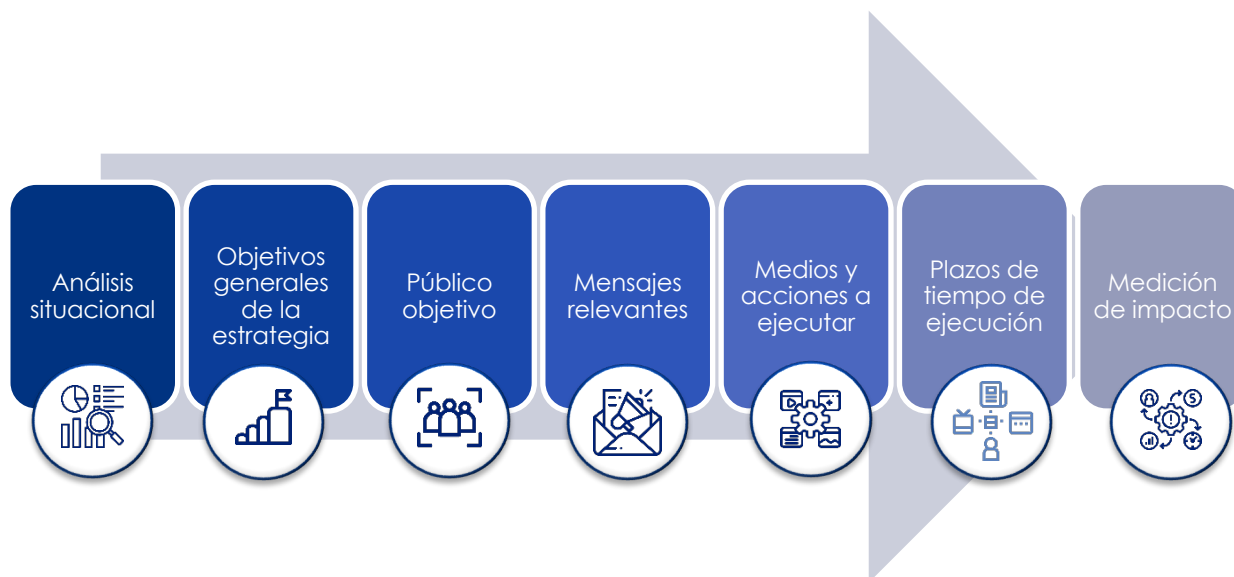 Análisis
situacional
Objetivos
generales
de la
estrategia
Público
objetivo
Mensajes
relevantes
Medios y
acciones a
ejecutar
Plazos de
tiempo de
ejecución
Medición
de impacto